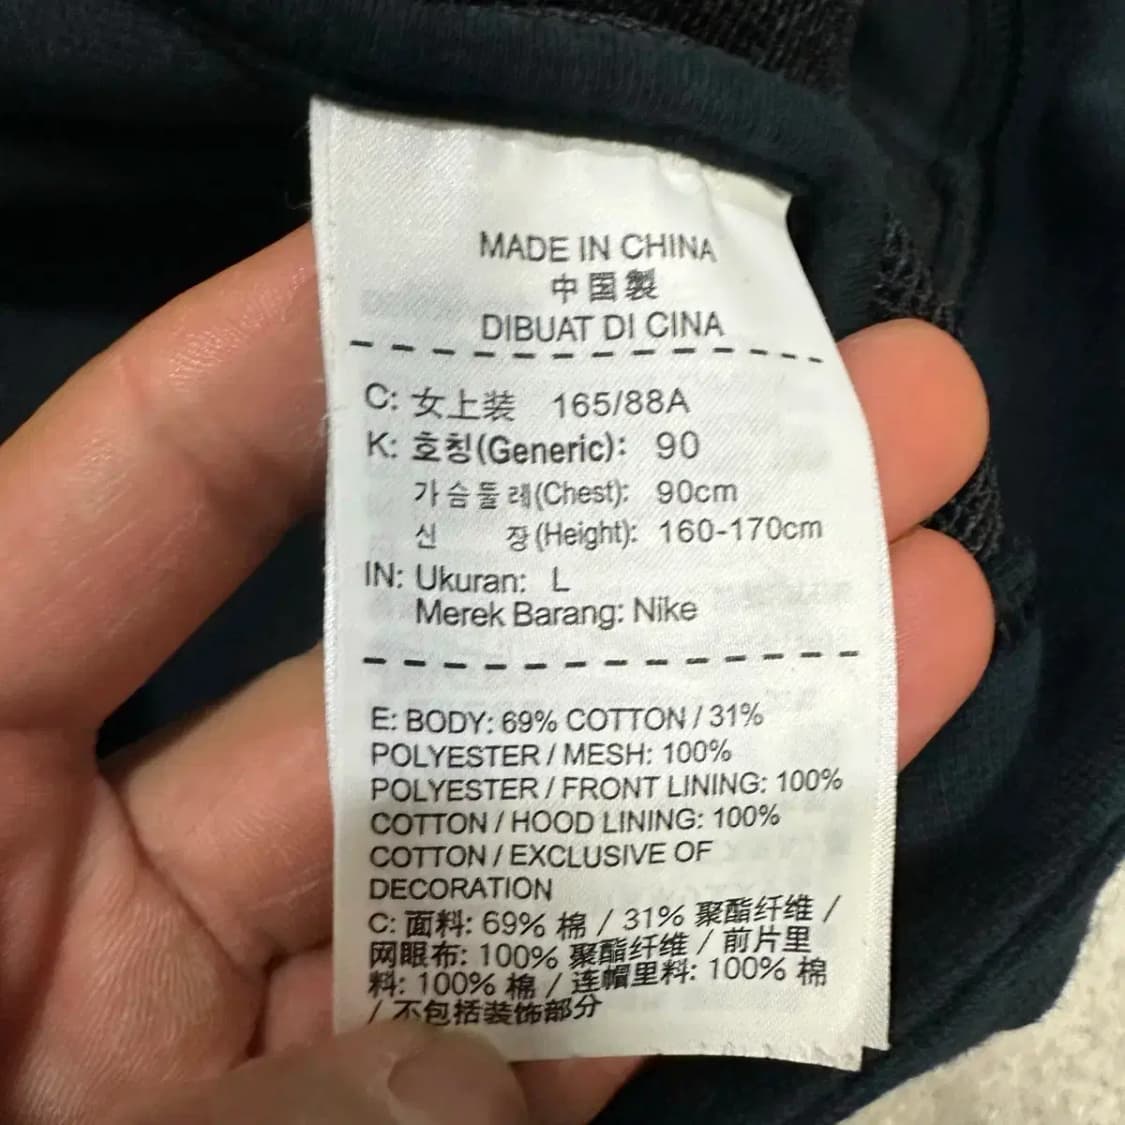 MADE IN CHINA
中国製
DIBUAT DI CINA
C: 女上装 165/88A
K: 호칭(Generic): 90
가슴둘레(Chest): 90cm
신 장(Height): 160-170cm
IN: Ukuran: L
Merek Barang: Nike
E: BODY: 69% COTTON / 31%
POLYESTER / MESH: 100%
POLYESTER / FRONT LINING: 100%
COTTON / HOOD LINING: 100%
COTTON / EXCLUSIVE OF
DECORATION
C: 面料: 69% 棉 / 31% 聚酯纤维 /
网眼布: 100% 聚酯纤维 / 前片里
料: 100% 棉 / 连帽里料: 100% 棉
/ 不包括装饰部分